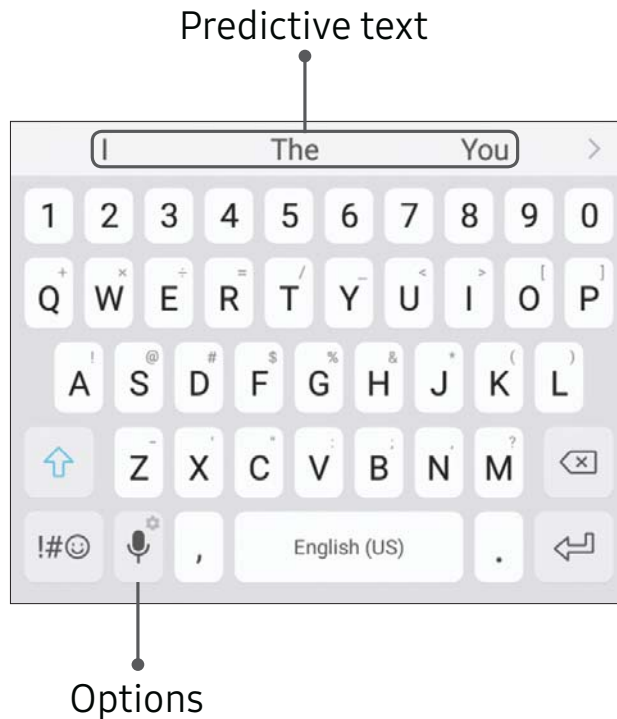 Predictive text
I The You >
1 2 3 4 5 6 7 8 9 0
+ × ÷ = / _ < > [ ]
Q W E R T Y U I O P
! @ # $ % & * ( )
A S D F G H J K L
- ' " : ; , ?
Z X C V B N M
!#☺ , English (US) .
Options